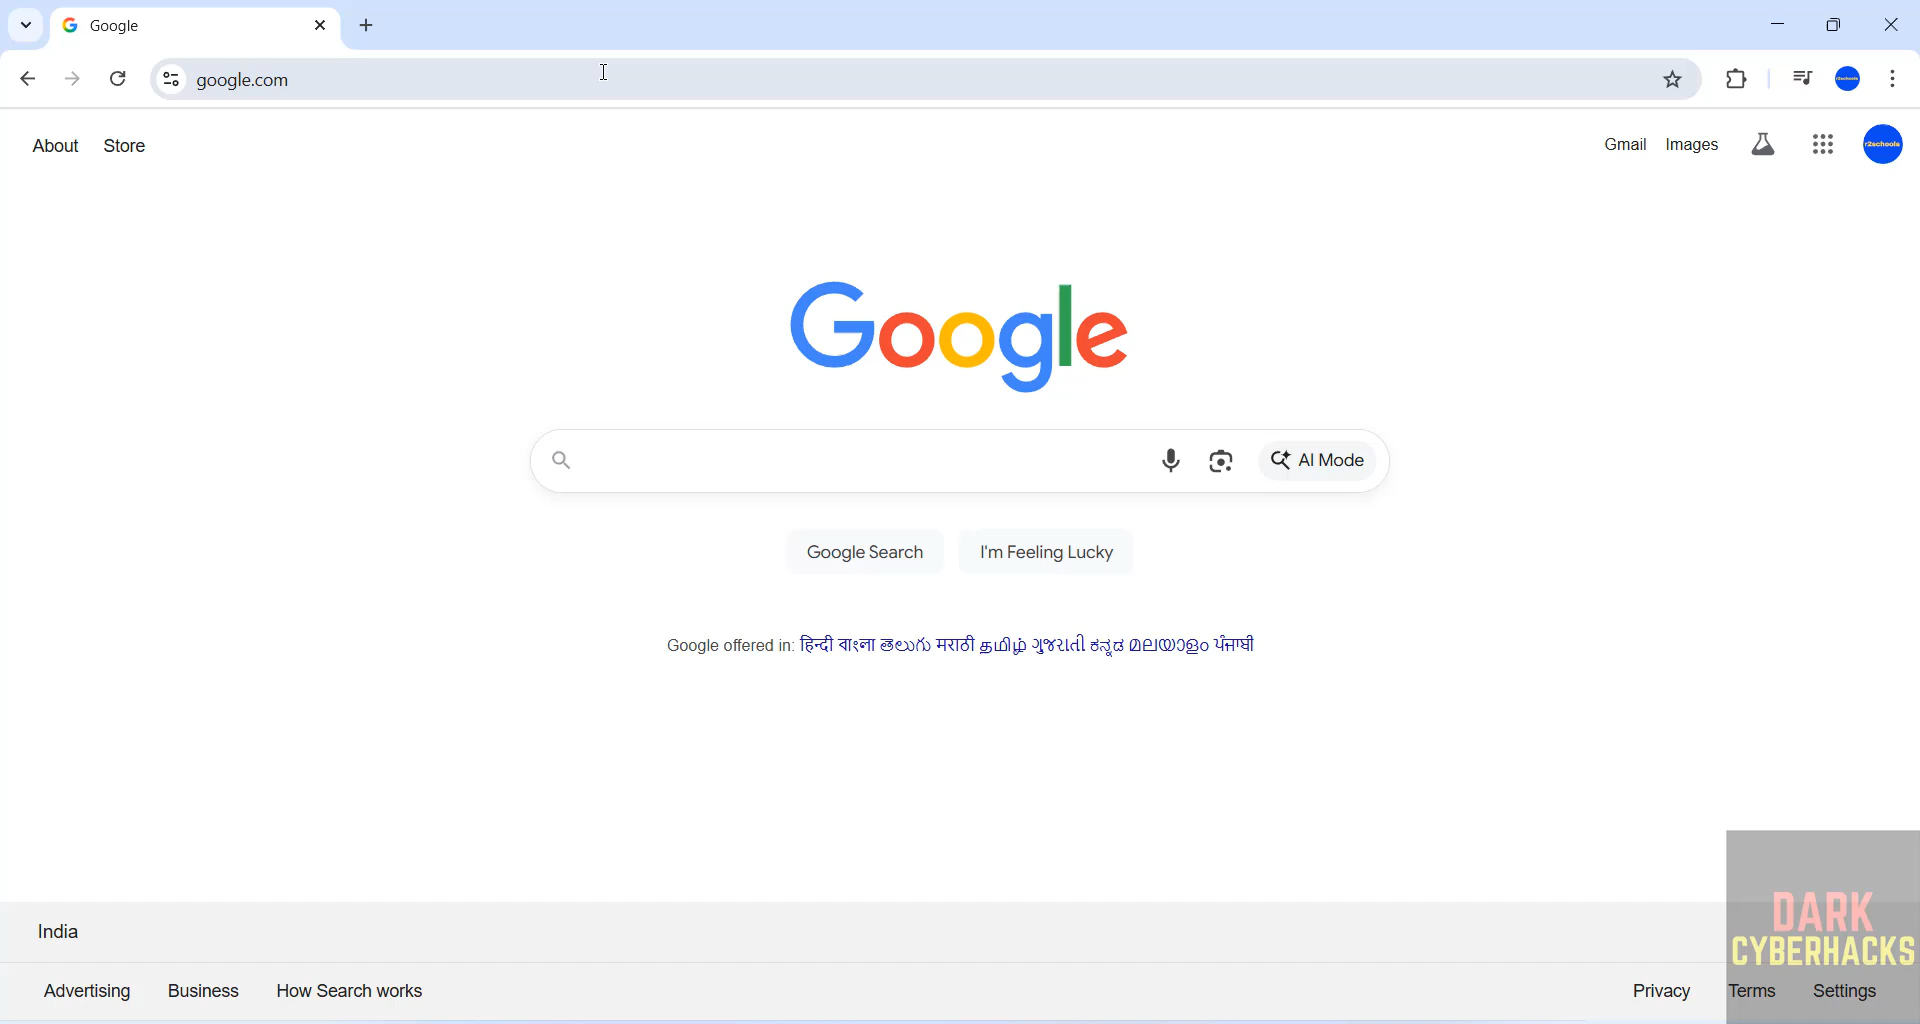 Google
google.com
About Store
Gmail Images
r2schools
Google
AI Mode
Google Search I'm Feeling Lucky
Google offered in: हिन्दी বাংলা తెలుగు मराठी தமிழ் ગુજરાતી ಕನ್ನಡ മലയാളം ਪੰਜਾਬੀ
India
DARK
CYBERHACKS
Advertising Business How Search works
Privacy Terms Settings